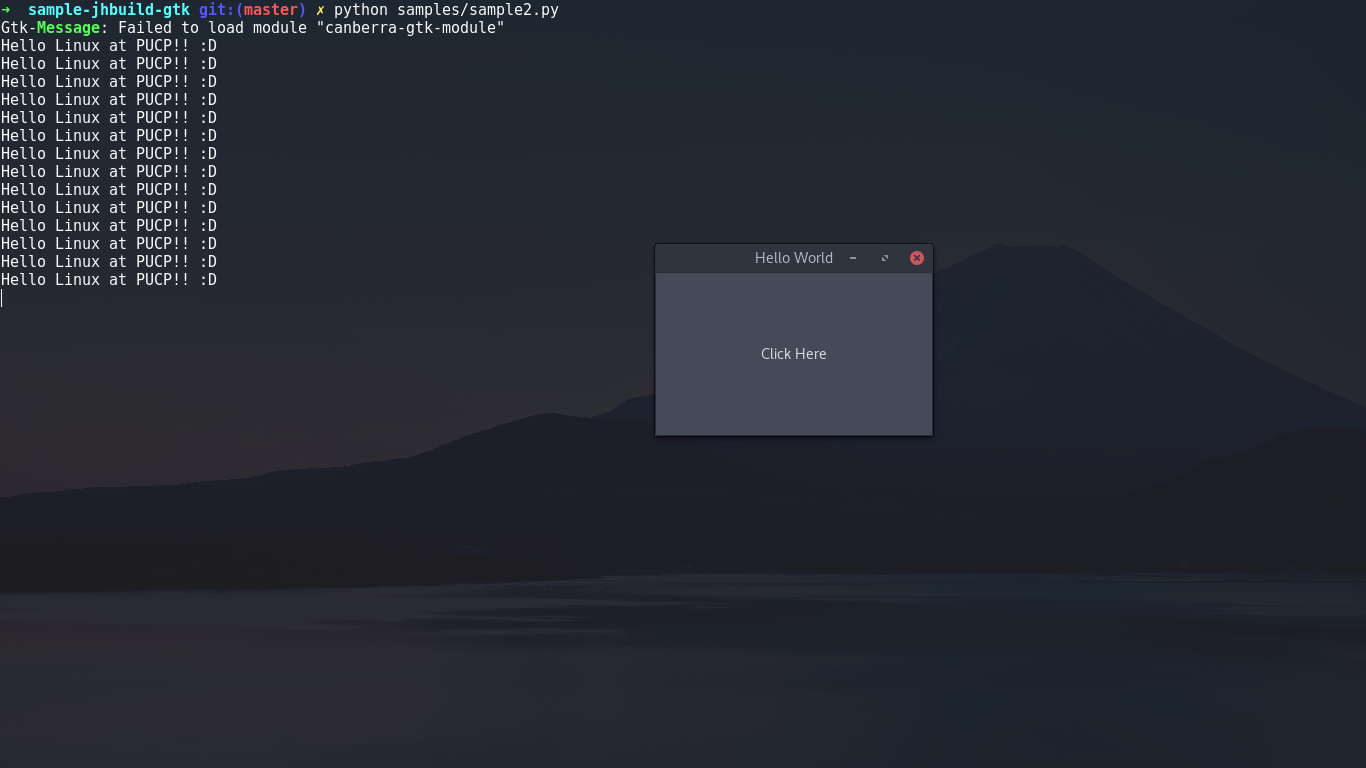 ➜  sample-jhbuild-gtk git:(master) ✗ python samples/sample2.py
Gtk-Message: Failed to load module "canberra-gtk-module"
Hello Linux at PUCP!! :D
Hello Linux at PUCP!! :D
Hello Linux at PUCP!! :D
Hello Linux at PUCP!! :D
Hello Linux at PUCP!! :D
Hello Linux at PUCP!! :D
Hello Linux at PUCP!! :D
Hello Linux at PUCP!! :D
Hello Linux at PUCP!! :D
Hello Linux at PUCP!! :D
Hello Linux at PUCP!! :D
Hello Linux at PUCP!! :D
Hello Linux at PUCP!! :D
Hello Linux at PUCP!! :D
Hello World
Click Here